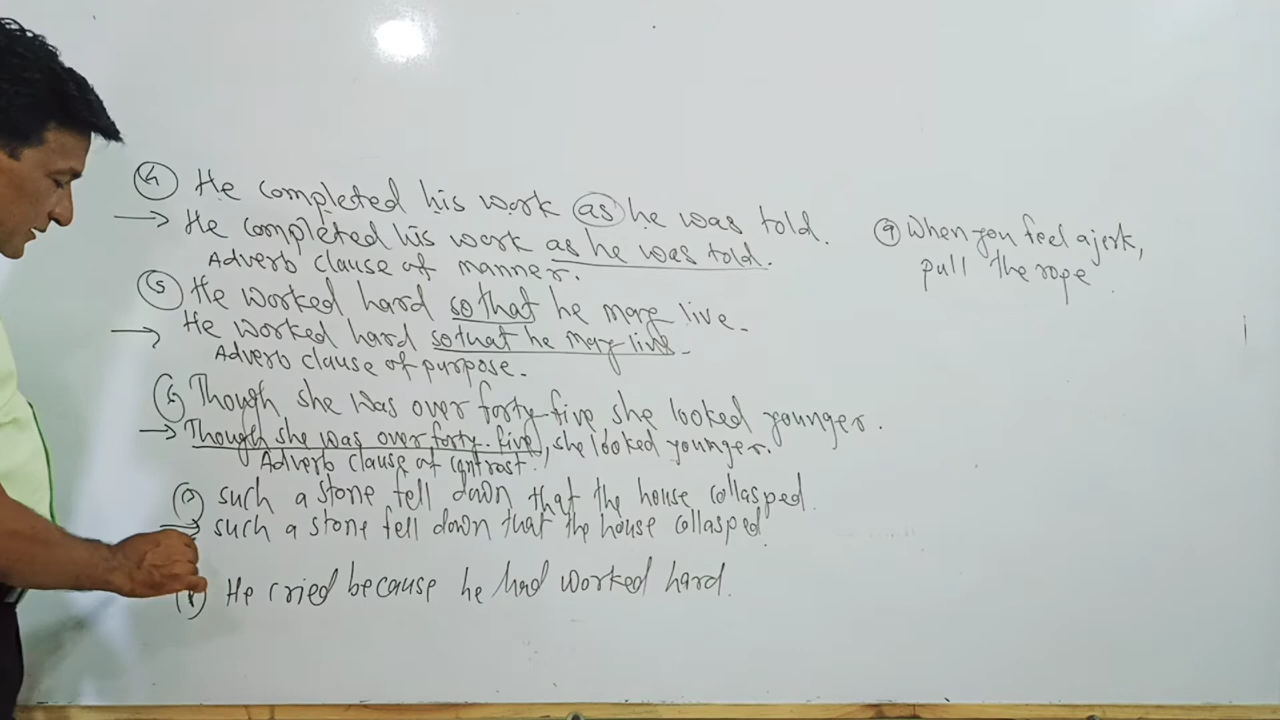 4 He completed his work as he was told.
→ He completed his work as he was told.
Adverb clause of manner.
5 He worked hard so that he may live.
→ He worked hard so that he may live.
Adverb clause of purpose.
6 Though she was over forty-five she looked younger.
→ Though she was over forty-five, she looked younger.
Adverb clause of contrast.
7 such a stone fell down that the house collasped.
→ such a stone fell down that the house collasped.
He cried because he had worked hard.
9 When you feel a jerk,
pull the rope